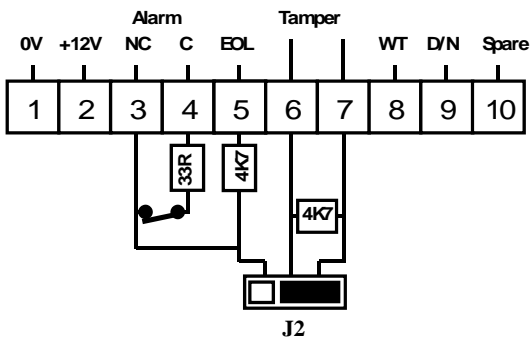 Alarm Tamper
0V +12V NC C EOL WT D/N Spare
1 2 3 4 5 6 7 8 9 10
33R 4K7
4K7
J2